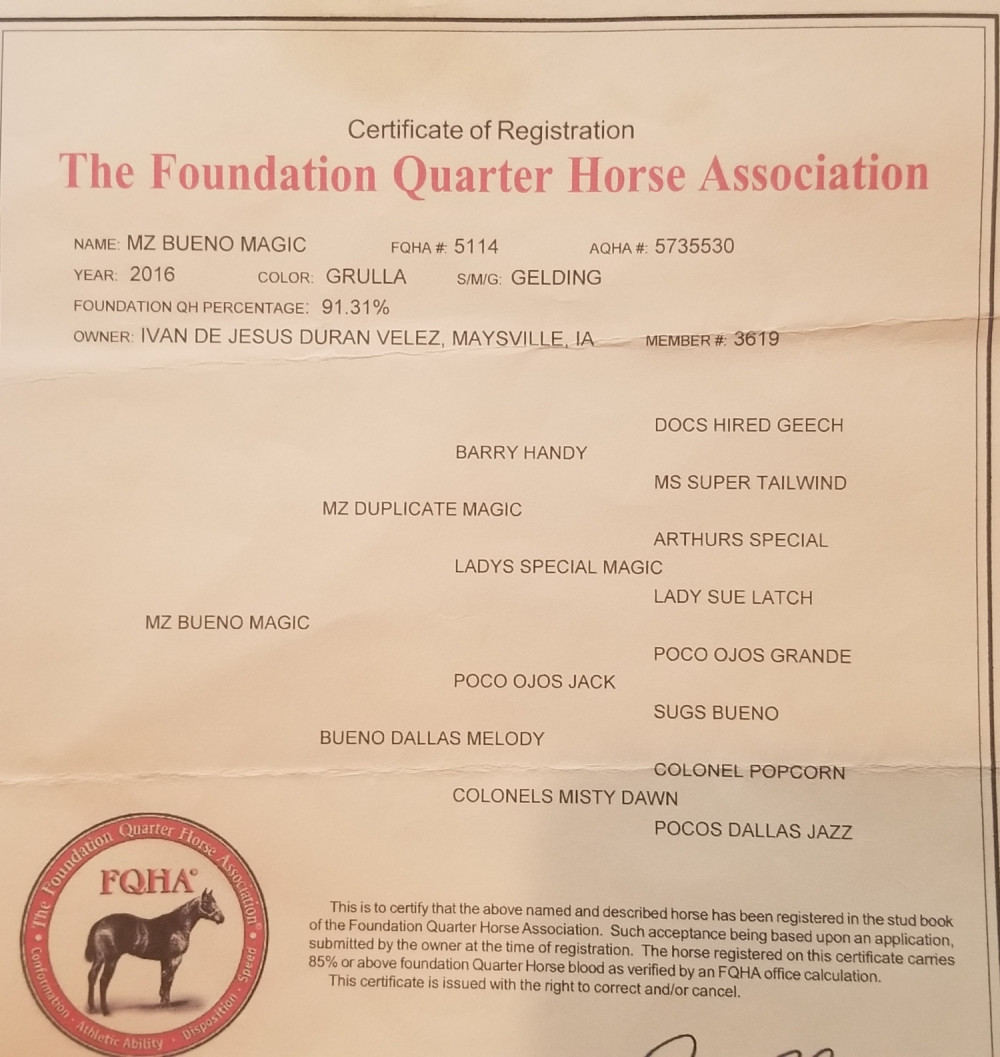 Certificate of Registration
The Foundation Quarter Horse Association
NAME: MZ BUENO MAGIC FQHA #: 5114 AQHA #: 5735530
YEAR: 2016 COLOR: GRULLA S/M/G: GELDING
FOUNDATION QH PERCENTAGE: 91.31%
OWNER: IVAN DE JESUS DURAN VELEZ, MAYSVILLE, IA MEMBER #: 3619
DOCS HIRED GEECH
BARRY HANDY
MS SUPER TAILWIND
MZ DUPLICATE MAGIC
ARTHURS SPECIAL
LADYS SPECIAL MAGIC
LADY SUE LATCH
MZ BUENO MAGIC
POCO OJOS GRANDE
POCO OJOS JACK
SUGS BUENO
BUENO DALLAS MELODY
COLONEL POPCORN
COLONELS MISTY DAWN
POCOS DALLAS JAZZ
The Foundation Quarter Horse Association®
FQHA®
Conformation · Athletic Ability · Disposition · Speed
This is to certify that the above named and described horse has been registered in the stud book
of the Foundation Quarter Horse Association. Such acceptance being based upon an application,
submitted by the owner at the time of registration. The horse registered on this certificate carries
85% or above foundation Quarter Horse blood as verified by an FQHA office calculation.
This certificate is issued with the right to correct and/or cancel.